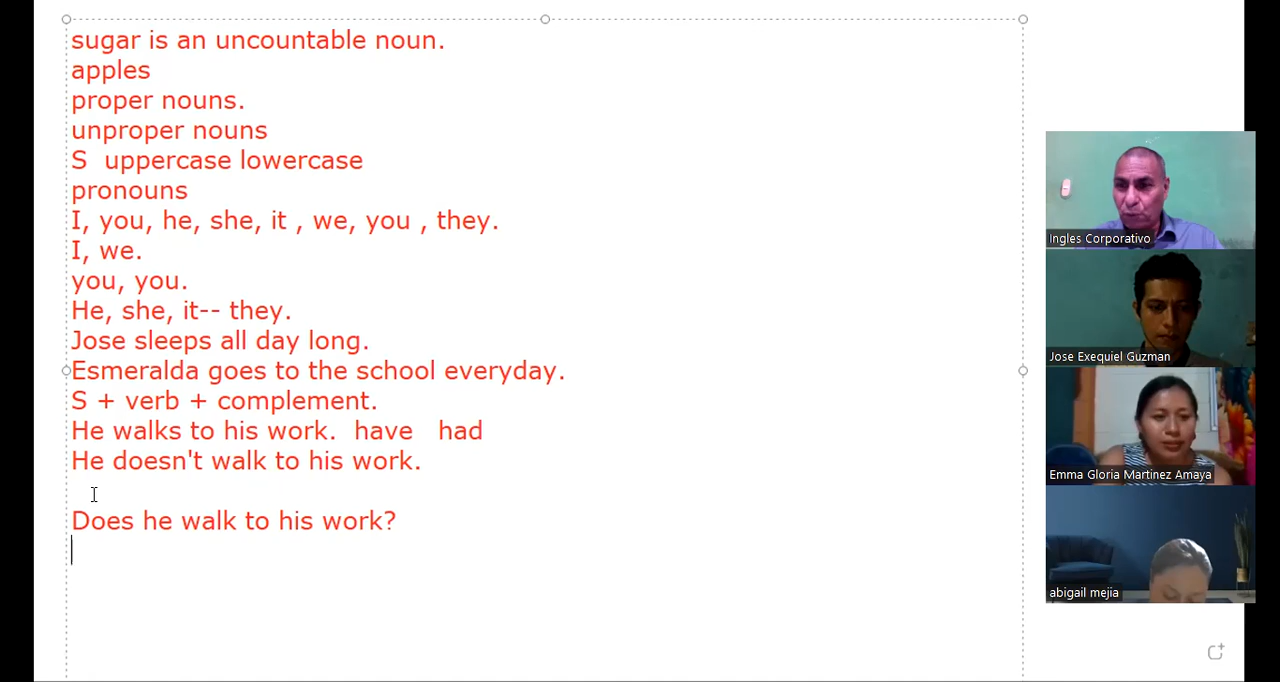 sugar is an uncountable noun.
apples
proper nouns.
unproper nouns
S  uppercase lowercase
pronouns
I, you, he, she, it , we, you , they.
I, we.
you, you.
He, she, it-- they.
Jose sleeps all day long.
Esmeralda goes to the school everyday.
S + verb + complement.
He walks to his work.  have   had
He doesn't walk to his work.
Does he walk to his work?
Ingles Corporativo
Jose Exequiel Guzman
Emma Gloria Martinez Amaya
abigail mejia